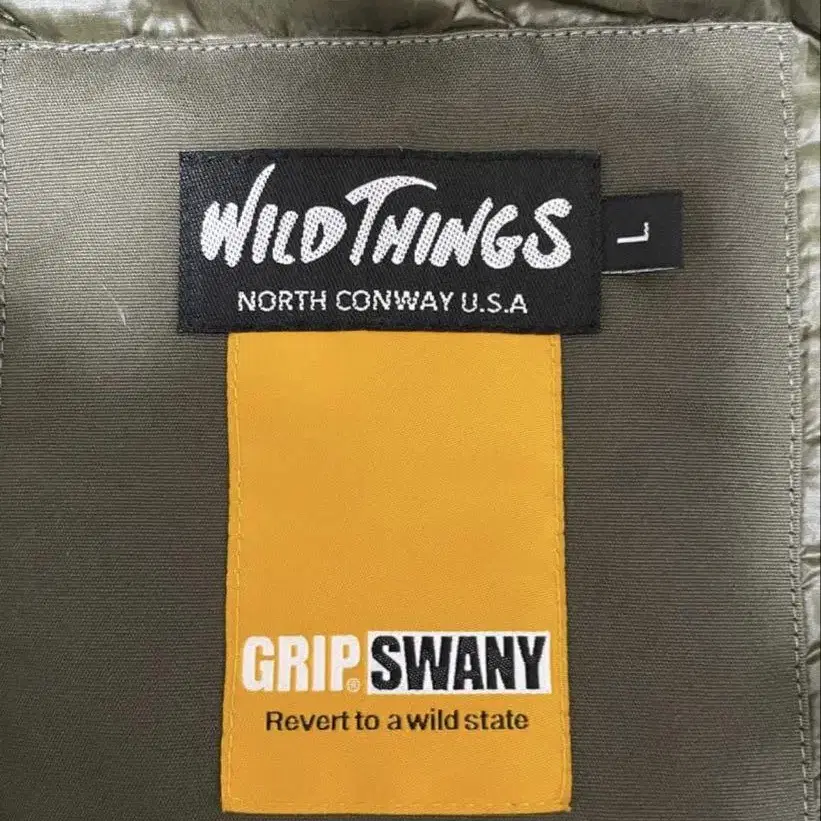 WILDTHINGS
NORTH CONWAY U.S.A
L
GRIP® SWANY
Revert to a wild state